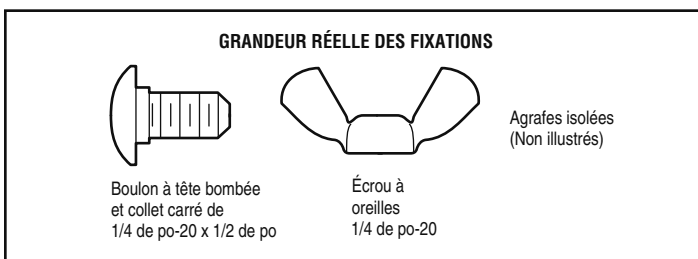 GRANDEUR RÉELLE DES FIXATIONS
Boulon à tête bombée
et collet carré de
1/4 de po-20 x 1/2 de po
Écrou à
oreilles
1/4 de po-20
Agrafes isolées
(Non illustrés)